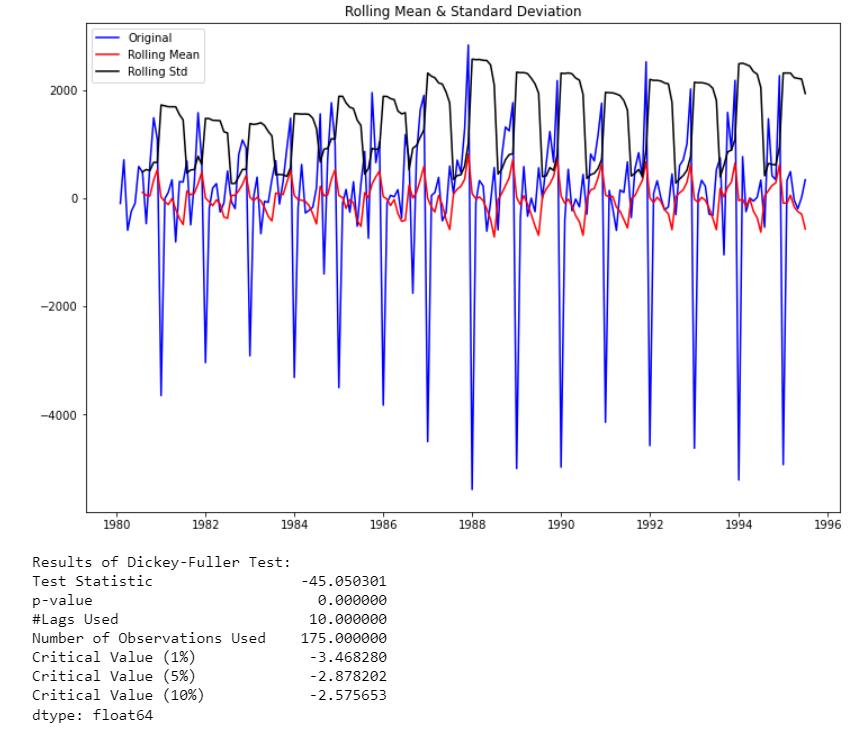 Rolling Mean & Standard Deviation
Original
Rolling Mean
Rolling Std
2000
0
−2000
−4000
1980 1982 1984 1986 1988 1990 1992 1994 1996
Results of Dickey-Fuller Test:
Test Statistic -45.050301
p-value 0.000000
#Lags Used 10.000000
Number of Observations Used 175.000000
Critical Value (1%) -3.468280
Critical Value (5%) -2.878202
Critical Value (10%) -2.575653
dtype: float64